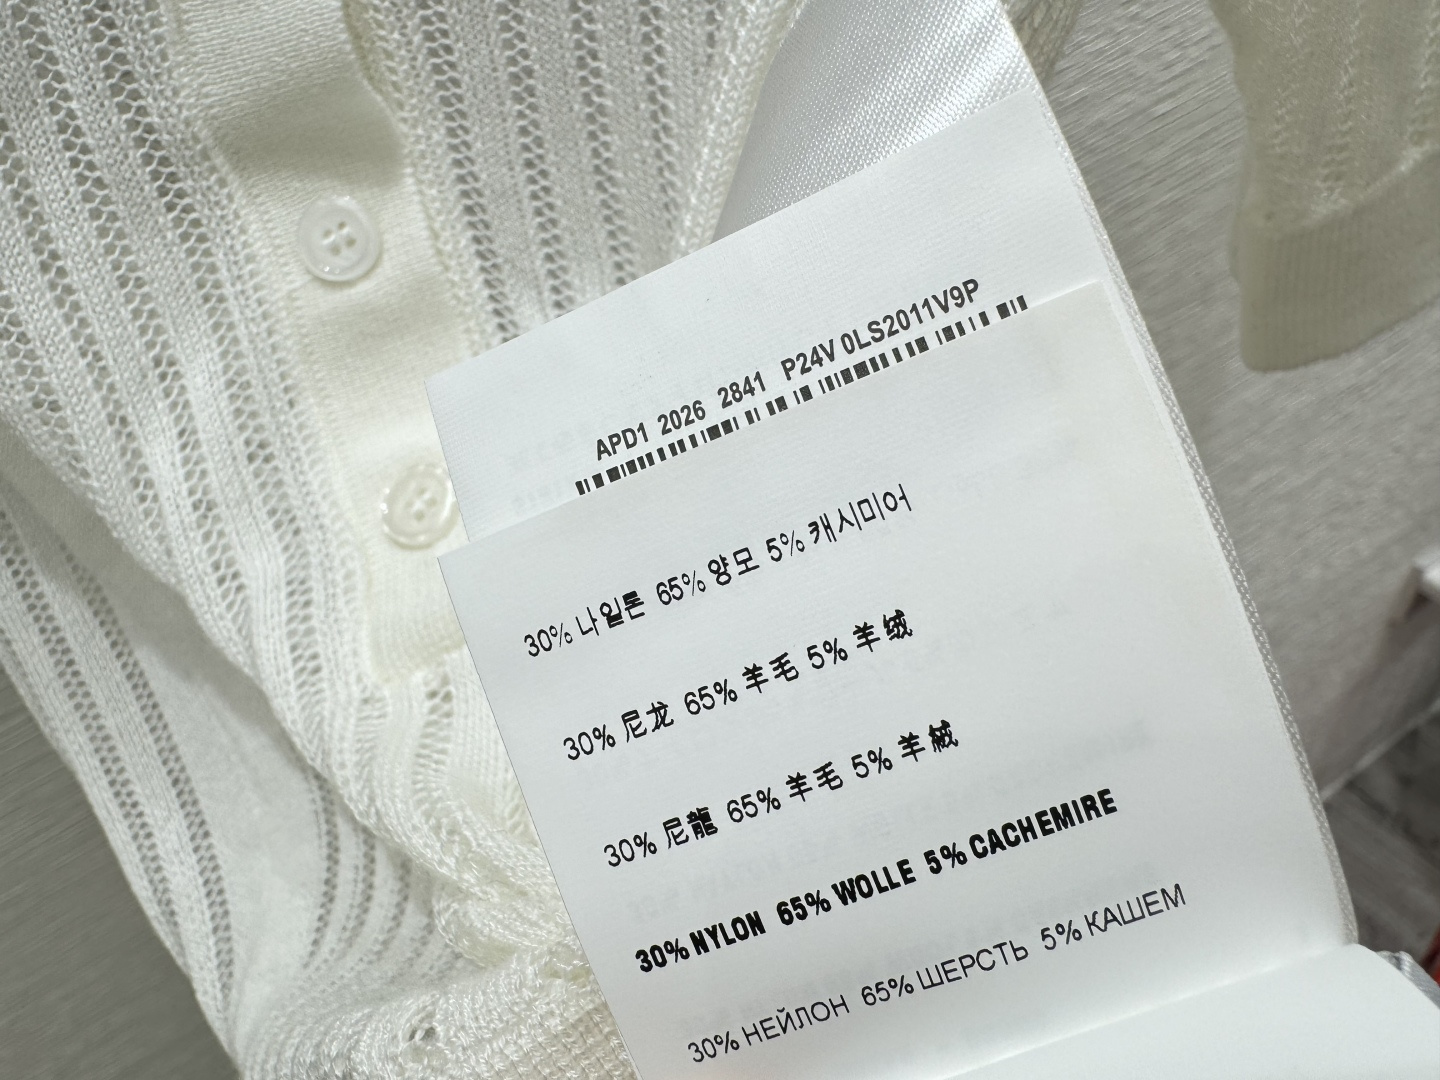 APD1 2026 2841 P24V 0LS2011V9P
30% 나일론 65% 양모 5% 캐시미어
30% 尼龙 65% 羊毛 5% 羊绒
30% 尼龍 65% 羊毛 5% 羊絨
30% NYLON 65% WOLLE 5% CACHEMIRE
30% НЕЙЛОН 65% ШЕРСТЬ 5% КАШЕМ